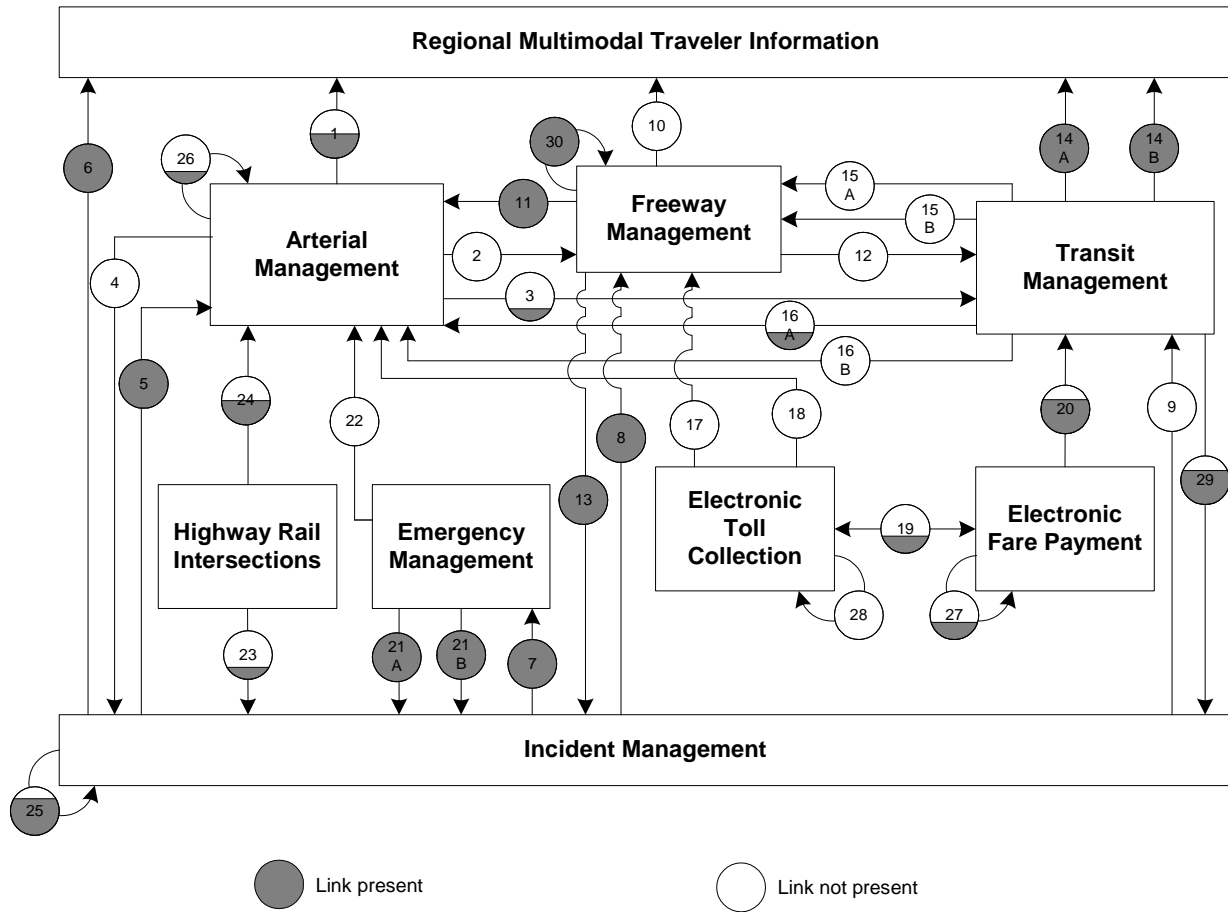 Regional Multimodal Traveler Information
6
26
1
30
10
14
A
14
B
15
A
11
15
B
Arterial
Management
Freeway
Management
Transit
Management
4
2
12
3
16
A
16
B
5
24
22
8
17
18
20
9
13
29
Highway Rail
Intersections
Emergency
Management
Electronic
Toll
Collection
19
Electronic
Fare Payment
23
21
A
21
B
7
28
27
Incident Management
25
Link present
Link not present